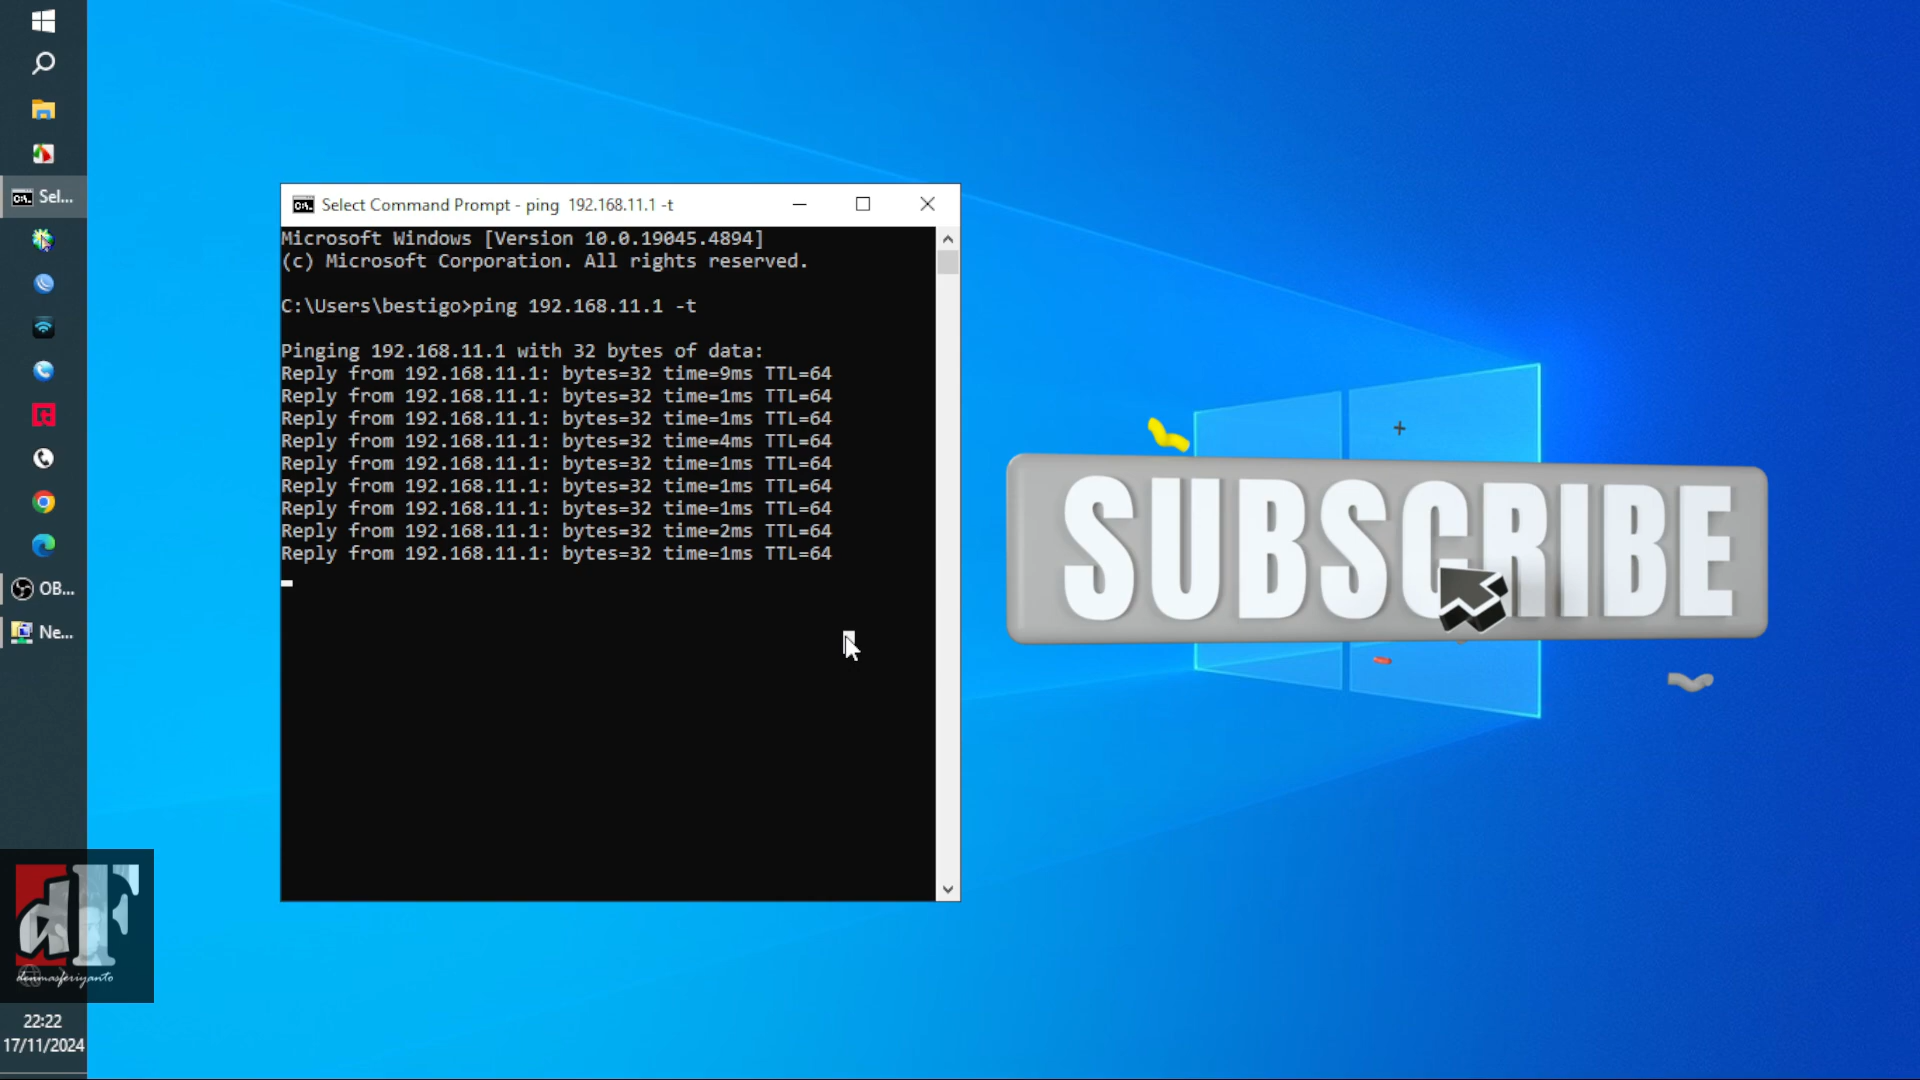 Sel...
OB...
Ne...
Select Command Prompt - ping  192.168.11.1 -t
Microsoft Windows [Version 10.0.19045.4894]
(c) Microsoft Corporation. All rights reserved.
C:\Users\bestigo>ping 192.168.11.1 -t
Pinging 192.168.11.1 with 32 bytes of data:
Reply from 192.168.11.1: bytes=32 time=9ms TTL=64
Reply from 192.168.11.1: bytes=32 time=1ms TTL=64
Reply from 192.168.11.1: bytes=32 time=1ms TTL=64
Reply from 192.168.11.1: bytes=32 time=4ms TTL=64
Reply from 192.168.11.1: bytes=32 time=1ms TTL=64
Reply from 192.168.11.1: bytes=32 time=1ms TTL=64
Reply from 192.168.11.1: bytes=32 time=1ms TTL=64
Reply from 192.168.11.1: bytes=32 time=2ms TTL=64
Reply from 192.168.11.1: bytes=32 time=1ms TTL=64
SUBSCRIBE
dF
denmasferiyanto
22:22
17/11/2024